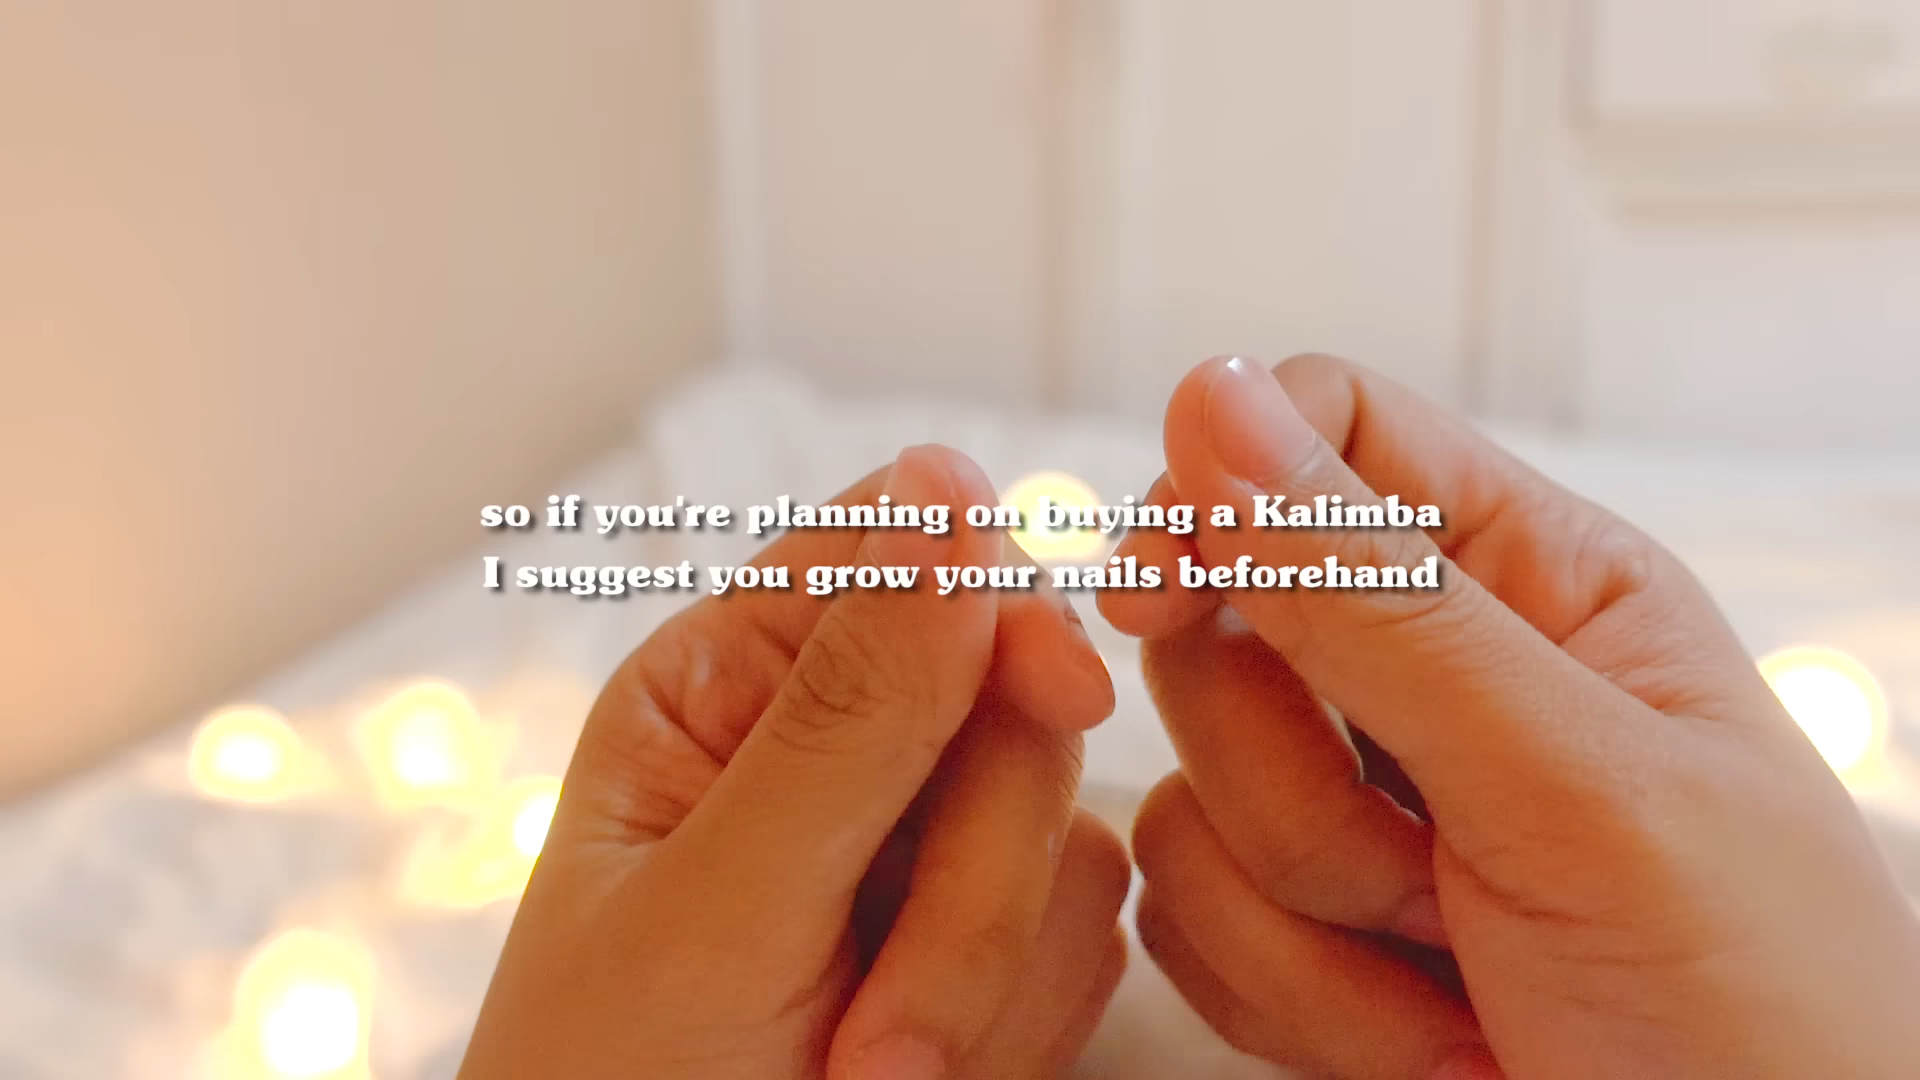 so if you're planning on buying a Kalimba
I suggest you grow your nails beforehand